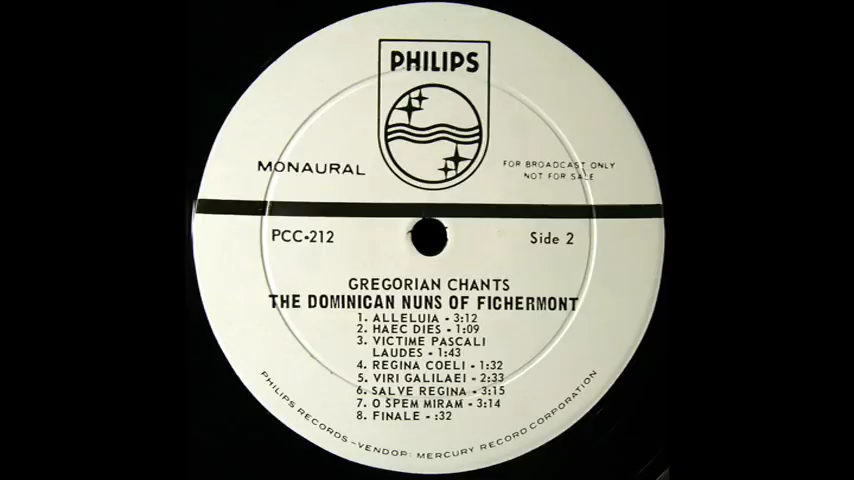 PHILIPS
MONAURAL
FOR BROADCAST ONLY
NOT FOR SALE
PCC-212
Side 2
GREGORIAN CHANTS
THE DOMINICAN NUNS OF FICHERMONT
1. ALLELUIA - 3:12
2. HAEC DIES - 1:09
3. VICTIME PASCALI
LAUDES - 1:43
4. REGINA COELI - 1:32
5. VIRI GALILAEI - 2:33
6. SALVE REGINA - 3:15
7. O SPEM MIRAM - 3:14
8. FINALE - :32
PHILIPS RECORDS - VENDOR: MERCURY RECORD CORPORATION